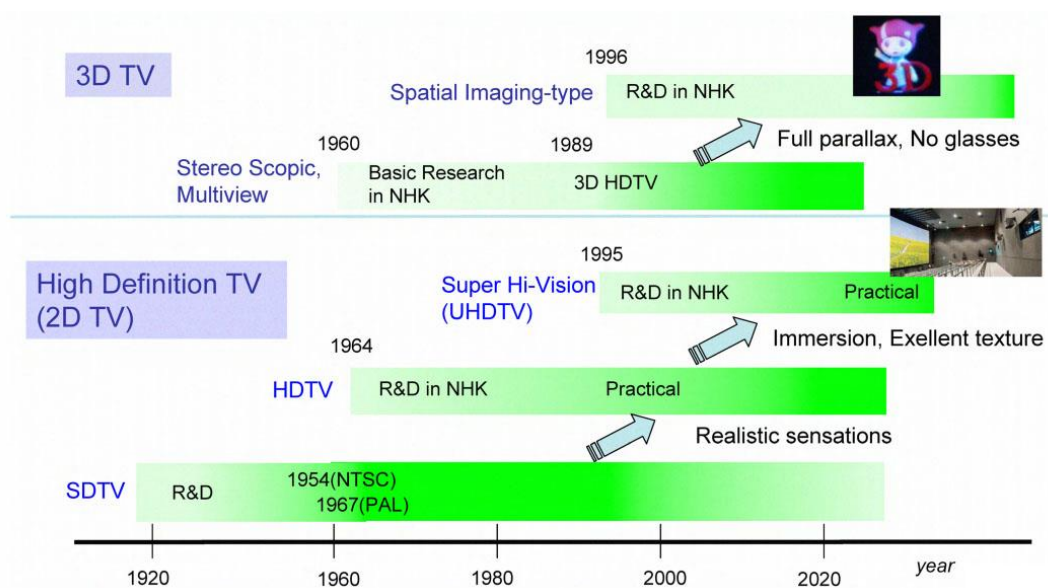 3D TV
1996
Spatial Imaging-type
R&D in NHK
3D
Full parallax, No glasses
1960
1989
Stereo Scopic,
Multiview
Basic Research
in NHK
3D HDTV
High Definition TV
(2D TV)
1995
Super Hi-Vision
(UHDTV)
R&D in NHK
Practical
Immersion, Exellent texture
1964
HDTV
R&D in NHK
Practical
Realistic sensations
SDTV
R&D
1954(NTSC)
1967(PAL)
1920
1960
1980
2000
2020
year